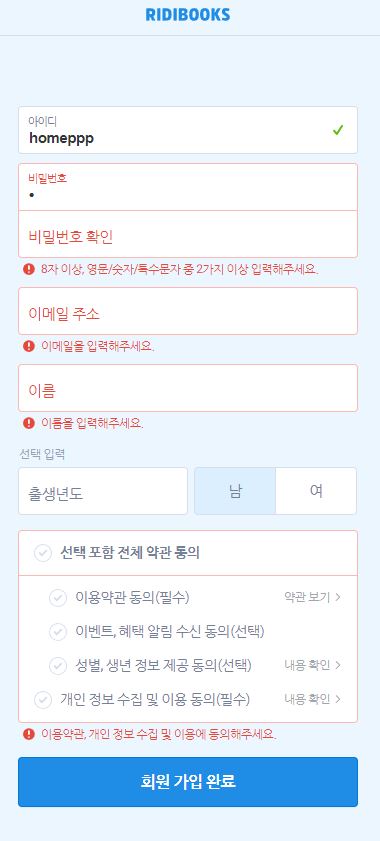 RIDIBOOKS
아이디
homeppp
비밀번호
•
비밀번호 확인
8자 이상, 영문/숫자/특수문자 중 2가지 이상 입력해주세요.
이메일 주소
이메일을 입력해주세요.
이름
이름을 입력해주세요.
선택 입력
출생년도 남 여
선택 포함 전체 약관 동의
이용약관 동의(필수) 약관 보기 >
이벤트, 혜택 알림 수신 동의(선택)
성별, 생년 정보 제공 동의(선택) 내용 확인 >
개인 정보 수집 및 이용 동의(필수) 내용 확인 >
이용약관, 개인 정보 수집 및 이용에 동의해주세요.
회원 가입 완료